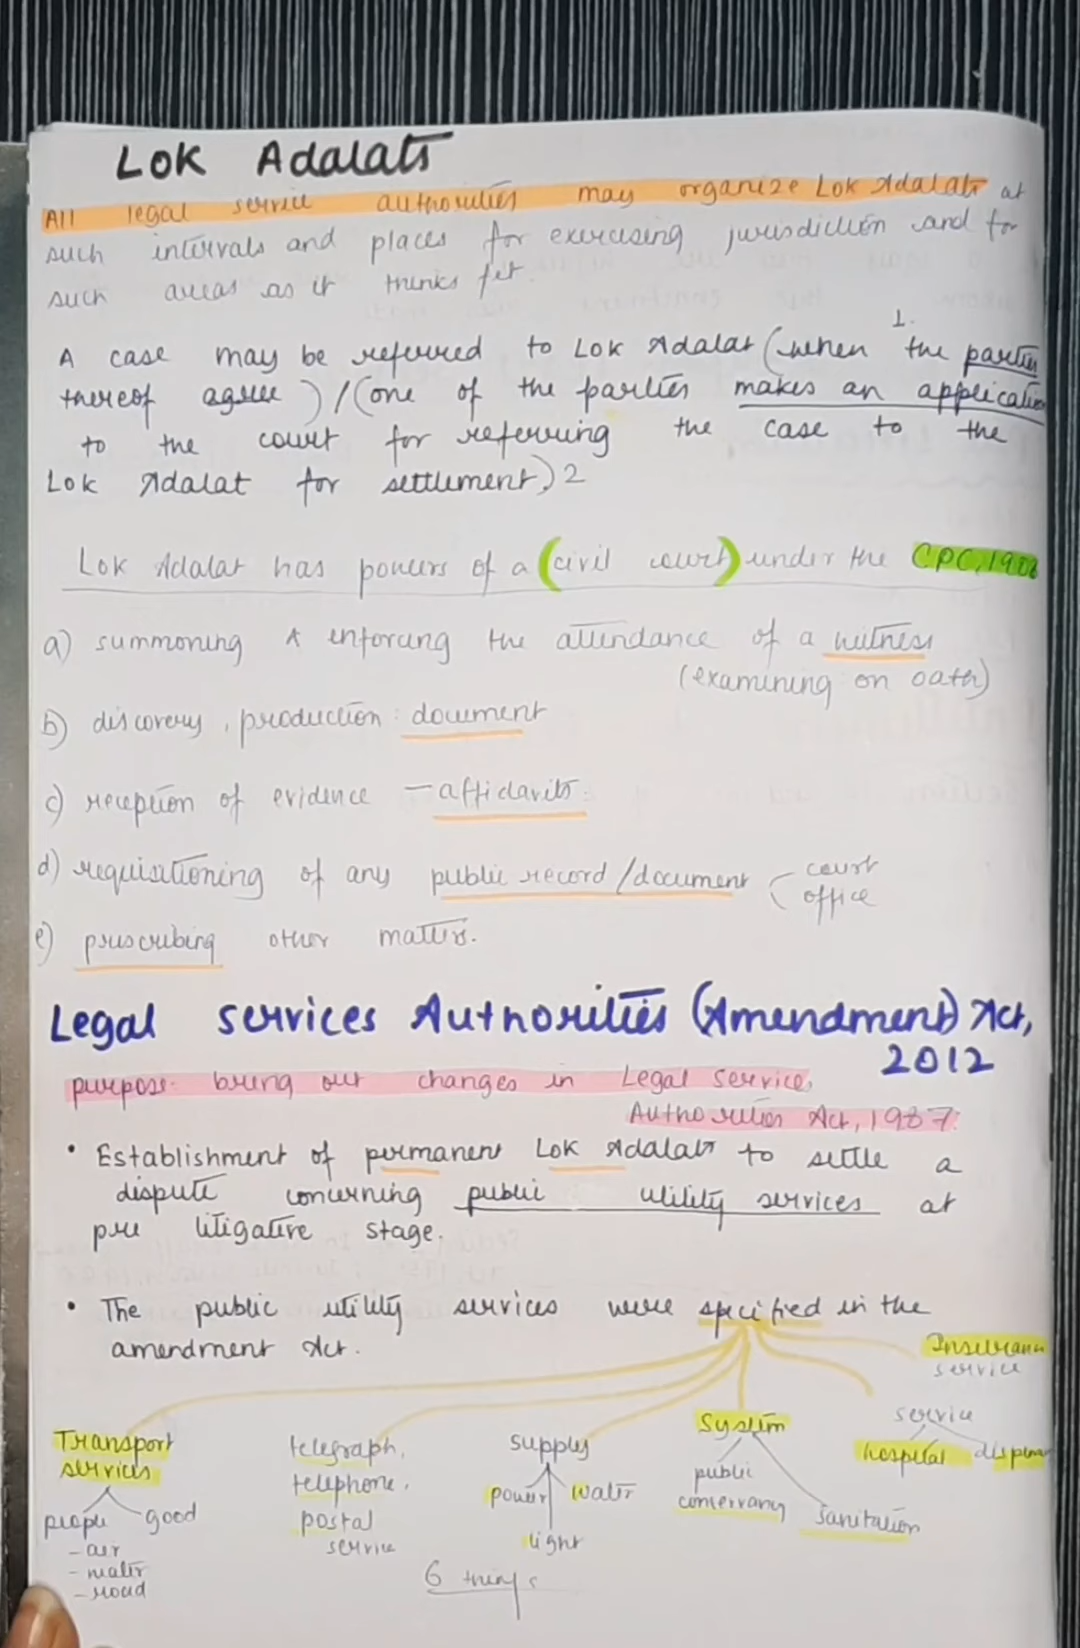 Lok Adalats
All legal service authorities may organize Lok Adalats at
such intervals and places for exercising jurisdiction and for
such areas as it thinks fit.
1.
A case may be referred to Lok Adalat (when the parties
thereof agree) / (one of the parties makes an application
to the court for referring the case to the
Lok Adalat for settlement) 2
Lok Adalat has powers of a (civil court) under the CPC, 1908
a) summoning & enforcing the attendance of a witness
(examining on oath)
b) discovery, production : document
c) reception of evidence - affidavits
d) requisitioning of any public record / document court
office
e) prescribing other matters.
Legal services Authorities (Amendment) Act,
2012
purpose- bring out changes in Legal service
Authorities Act, 1987.
• Establishment of permanent Lok Adalats to settle a
dispute concerning public utility services at
pre litigative stage.
• The public utility services were specified in the
amendment Act.
Insurance
service
Transport
services
people good
- air
- water
- road
telegraph,
telephone,
postal
service
supply
power water
light
system
public
conservancy sanitation
service
hospital dispensary
6 things